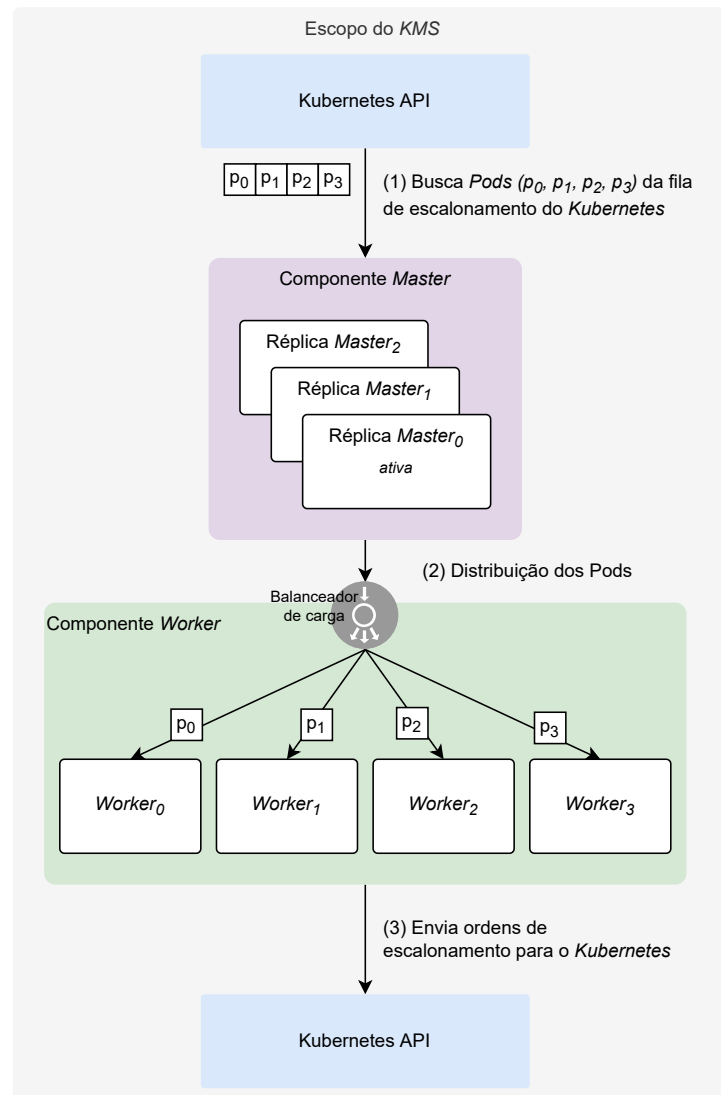 Escopo do KMS
Kubernetes API
p0 p1 p2 p3
(1) Busca Pods (p0, p1, p2, p3) da fila
de escalonamento do Kubernetes
Componente Master
Réplica Master2
Réplica Master1
Réplica Master0
ativa
(2) Distribuição dos Pods
Balanceador
de carga
Componente Worker
p0 p1 p2 p3
Worker0 Worker1 Worker2 Worker3
(3) Envia ordens de
escalonamento para o Kubernetes
Kubernetes API